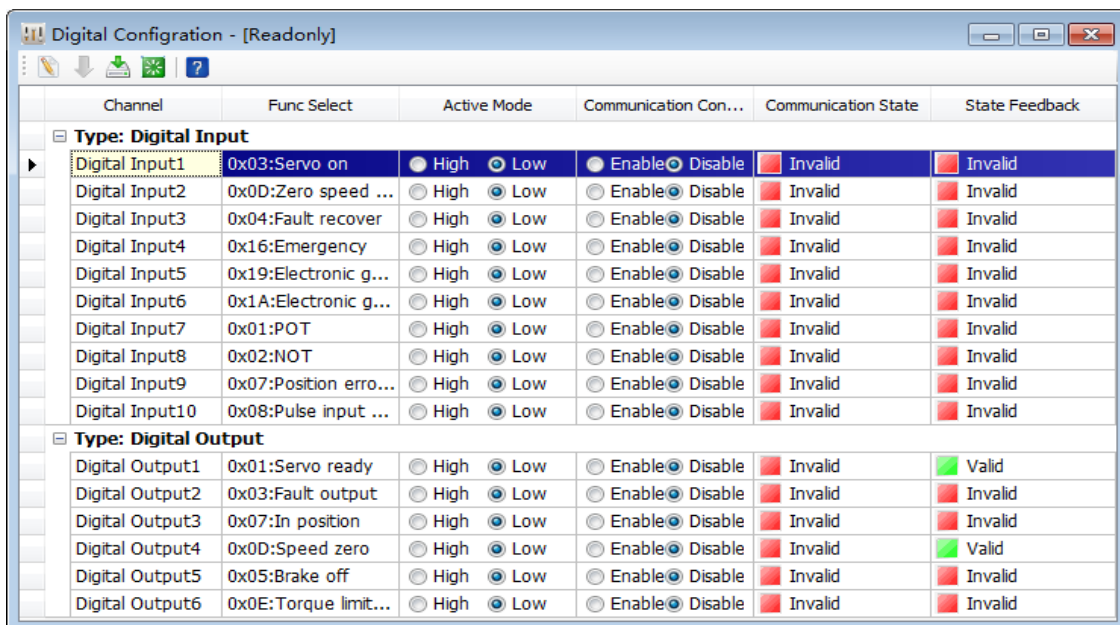 Digital Configration - [Readonly]
?
Channel Func Select Active Mode Communication Con... Communication State State Feedback
Type: Digital Input
Digital Input1 0x03:Servo on High Low Enable Disable Invalid Invalid
Digital Input2 0x0D:Zero speed ... High Low Enable Disable Invalid Invalid
Digital Input3 0x04:Fault recover High Low Enable Disable Invalid Invalid
Digital Input4 0x16:Emergency High Low Enable Disable Invalid Invalid
Digital Input5 0x19:Electronic g... High Low Enable Disable Invalid Invalid
Digital Input6 0x1A:Electronic g... High Low Enable Disable Invalid Invalid
Digital Input7 0x01:POT High Low Enable Disable Invalid Invalid
Digital Input8 0x02:NOT High Low Enable Disable Invalid Invalid
Digital Input9 0x07:Position erro... High Low Enable Disable Invalid Invalid
Digital Input10 0x08:Pulse input ... High Low Enable Disable Invalid Invalid
Type: Digital Output
Digital Output1 0x01:Servo ready High Low Enable Disable Invalid Valid
Digital Output2 0x03:Fault output High Low Enable Disable Invalid Invalid
Digital Output3 0x07:In position High Low Enable Disable Invalid Invalid
Digital Output4 0x0D:Speed zero High Low Enable Disable Invalid Valid
Digital Output5 0x05:Brake off High Low Enable Disable Invalid Invalid
Digital Output6 0x0E:Torque limit... High Low Enable Disable Invalid Invalid